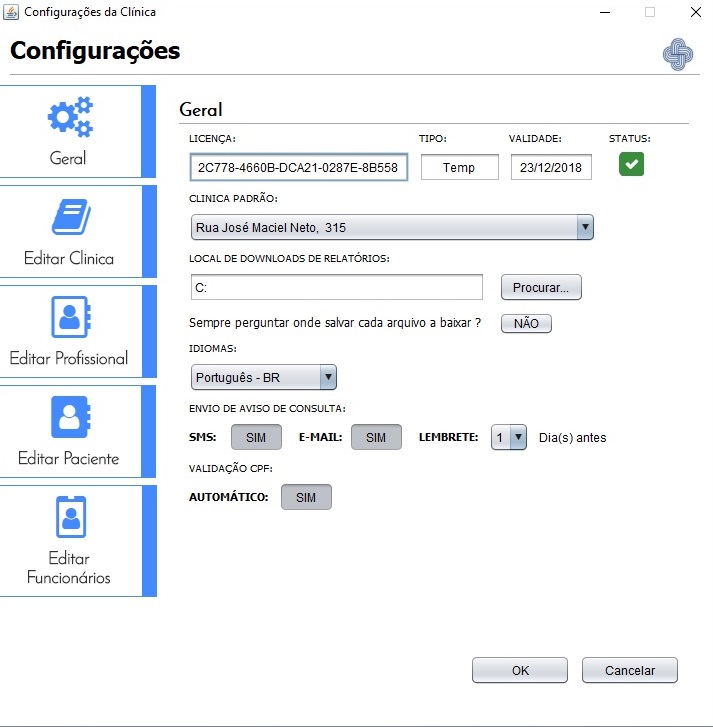 Configurações da Clínica
Configurações
Geral
Editar Clinica
Editar Profissional
Editar Paciente
Editar
Funcionários
Geral
LICENÇA: TIPO: VALIDADE: STATUS:
2C778-4660B-DCA21-0287E-8B558 Temp 23/12/2018
CLINICA PADRÃO:
Rua José Maciel Neto, 315
LOCAL DE DOWNLOADS DE RELATÓRIOS:
C: Procurar...
Sempre perguntar onde salvar cada arquivo a baixar ? NÃO
IDIOMAS:
Português - BR
ENVIO DE AVISO DE CONSULTA:
SMS: SIM E-MAIL: SIM LEMBRETE: 1 Dia(s) antes
VALIDAÇÃO CPF:
AUTOMÁTICO: SIM
OK Cancelar